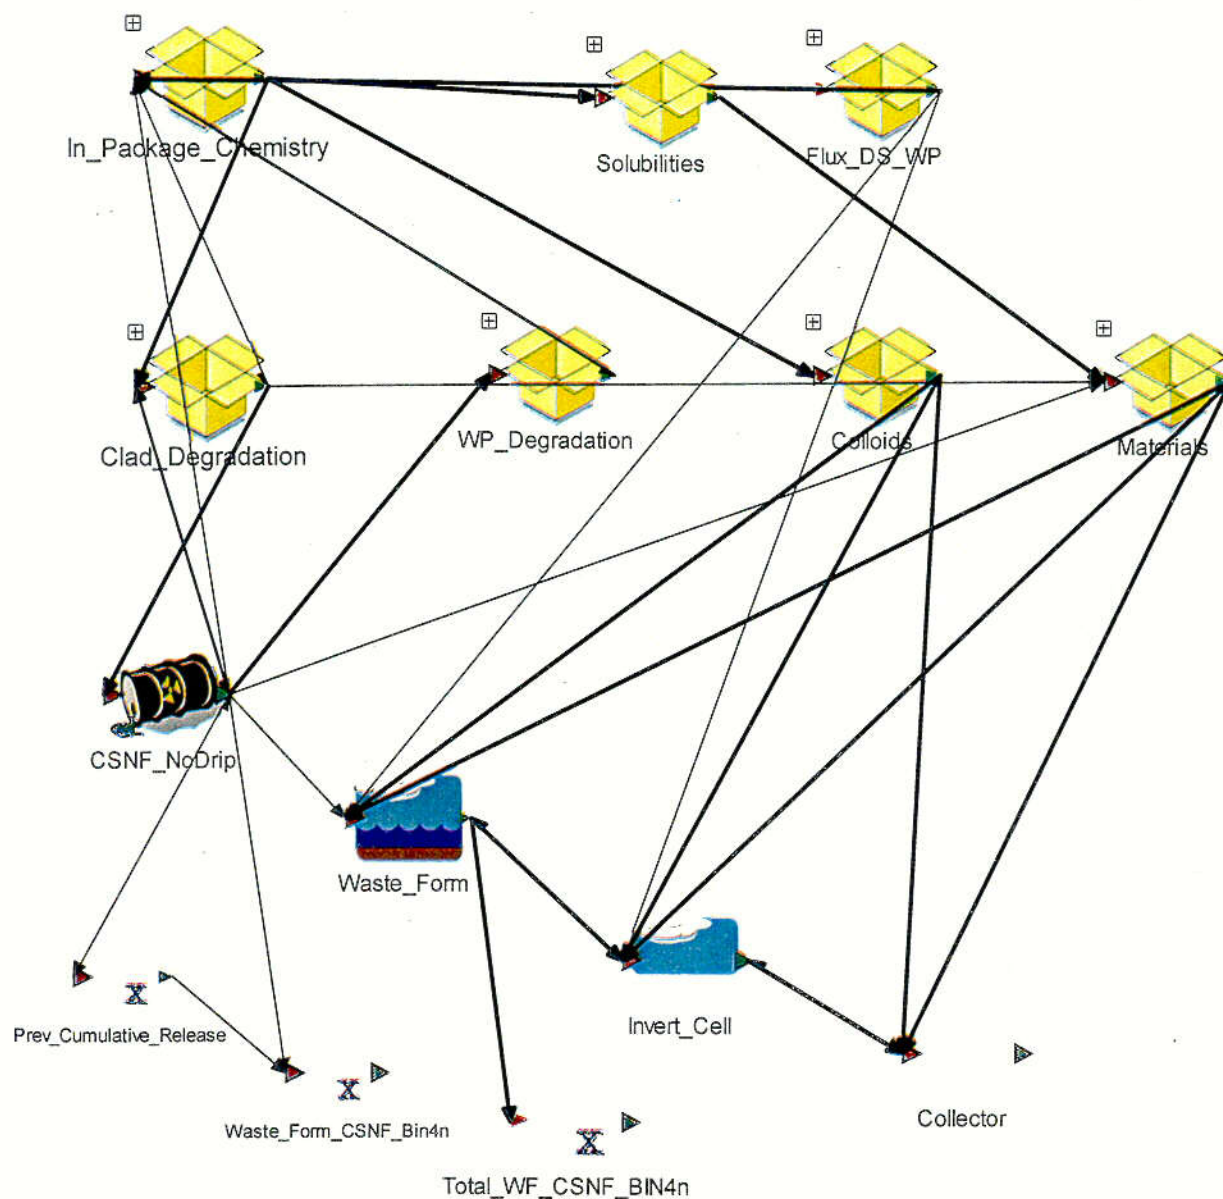 In_Package_Chemistry
Solubilities
Flux_DS_WP
Clad_Degradation
WP_Degradation
Colloids
Materials
CSNF_NoDrip
Waste_Form
Invert_Cell
Prev_Cumulative_Release
Waste_Form_CSNF_Bin4n
Collector
Total_WF_CSNF_BIN4n